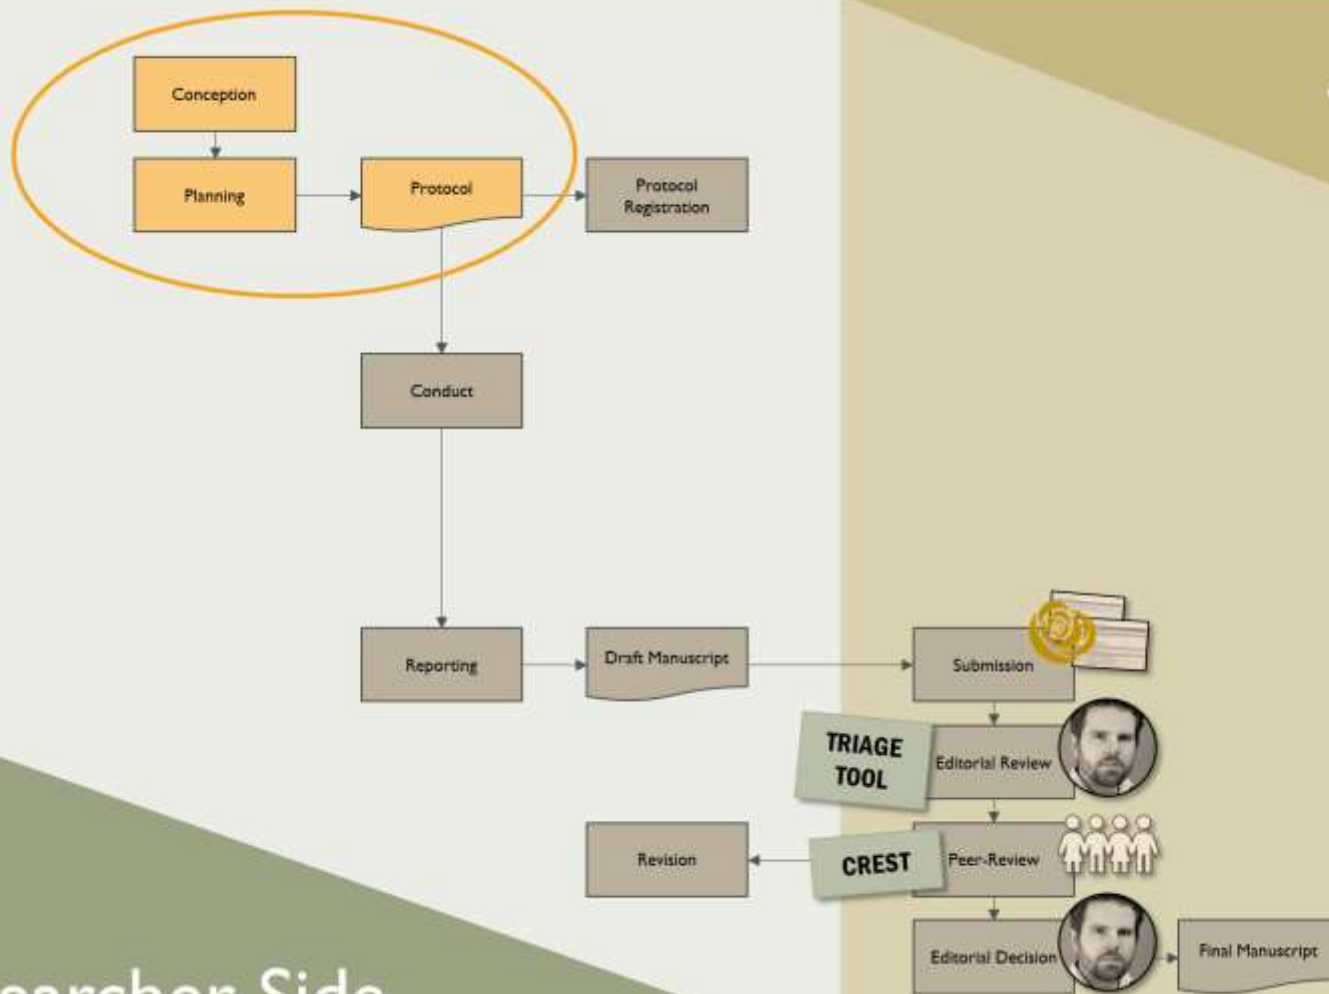 Conception
Planning
Protocol
Protocol
Registration
Conduct
Reporting
Draft Manuscript
Submission
TRIAGE
TOOL
Editorial Review
Revision
CREST
Peer-Review
Editorial Decision
Final Manuscript
Side